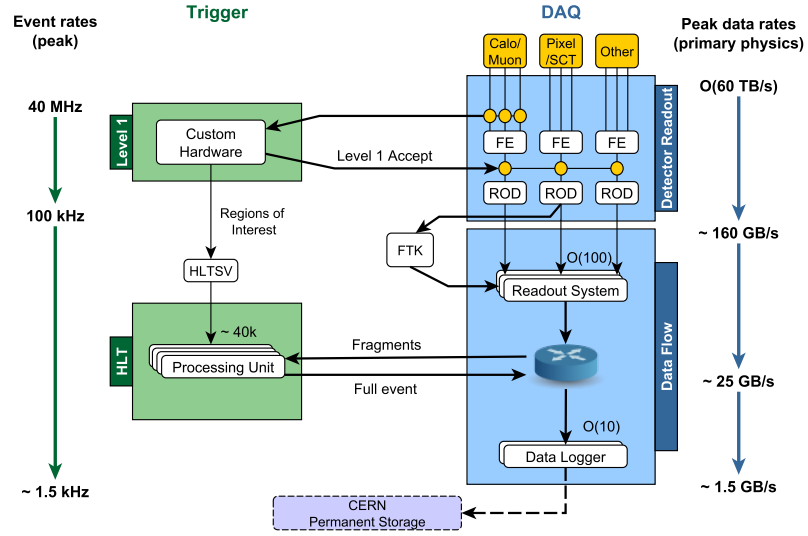 Trigger
DAQ
Event rates
(peak)
Peak data rates
(primary physics)
Calo/
Muon
Pixel
/SCT
Other
O(60 TB/s)
40 MHz
Level 1
Custom
Hardware
FE
FE
FE
Detector Readout
Level 1 Accept
ROD
ROD
ROD
100 kHz
Regions of
Interest
~ 160 GB/s
FTK
HLTSV
O(100)
Readout System
~ 40k
HLT
Processing Unit
Fragments
Full event
Data Flow
~ 25 GB/s
O(10)
Data Logger
~ 1.5 kHz
~ 1.5 GB/s
CERN
Permanent Storage